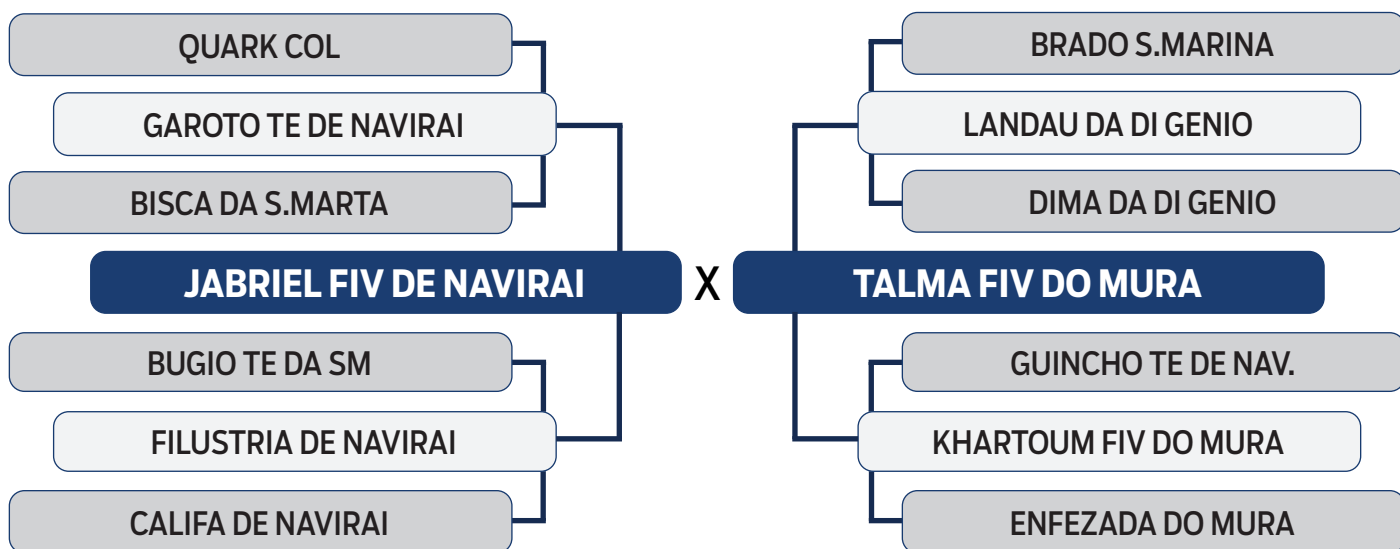 QUARK COL
GAROTO TE DE NAVIRAI
BISCA DA S.MARTA
JABRIEL FIV DE NAVIRAI
BUGIO TE DA SM
FILUSTRIA DE NAVIRAI
CALIFA DE NAVIRAI
X
BRADO S.MARINA
LANDAU DA DI GENIO
DIMA DA DI GENIO
TALMA FIV DO MURA
GUINCHO TE DE NAV.
KHARTOUM FIV DO MURA
ENFEZADA DO MURA